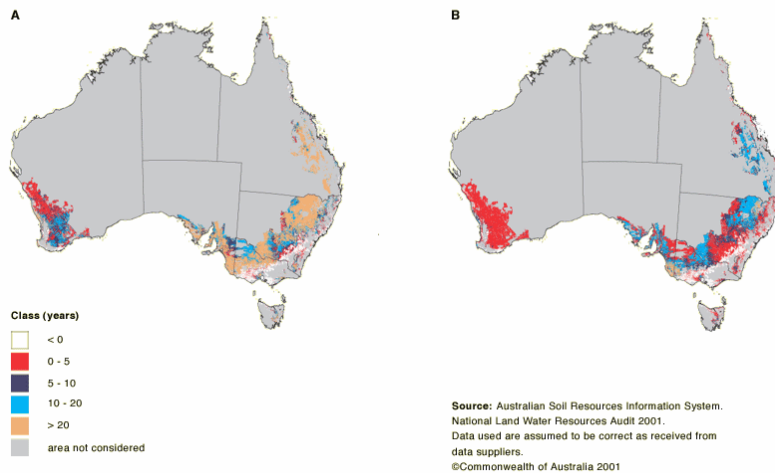 A
B
Class (years)
< 0
0 - 5
5 - 10
10 - 20
> 20
area not considered
Source: Australian Soil Resources Information System.
National Land Water Resources Audit 2001.
Data used are assumed to be correct as received from
data suppliers.
©Commonwealth of Australia 2001